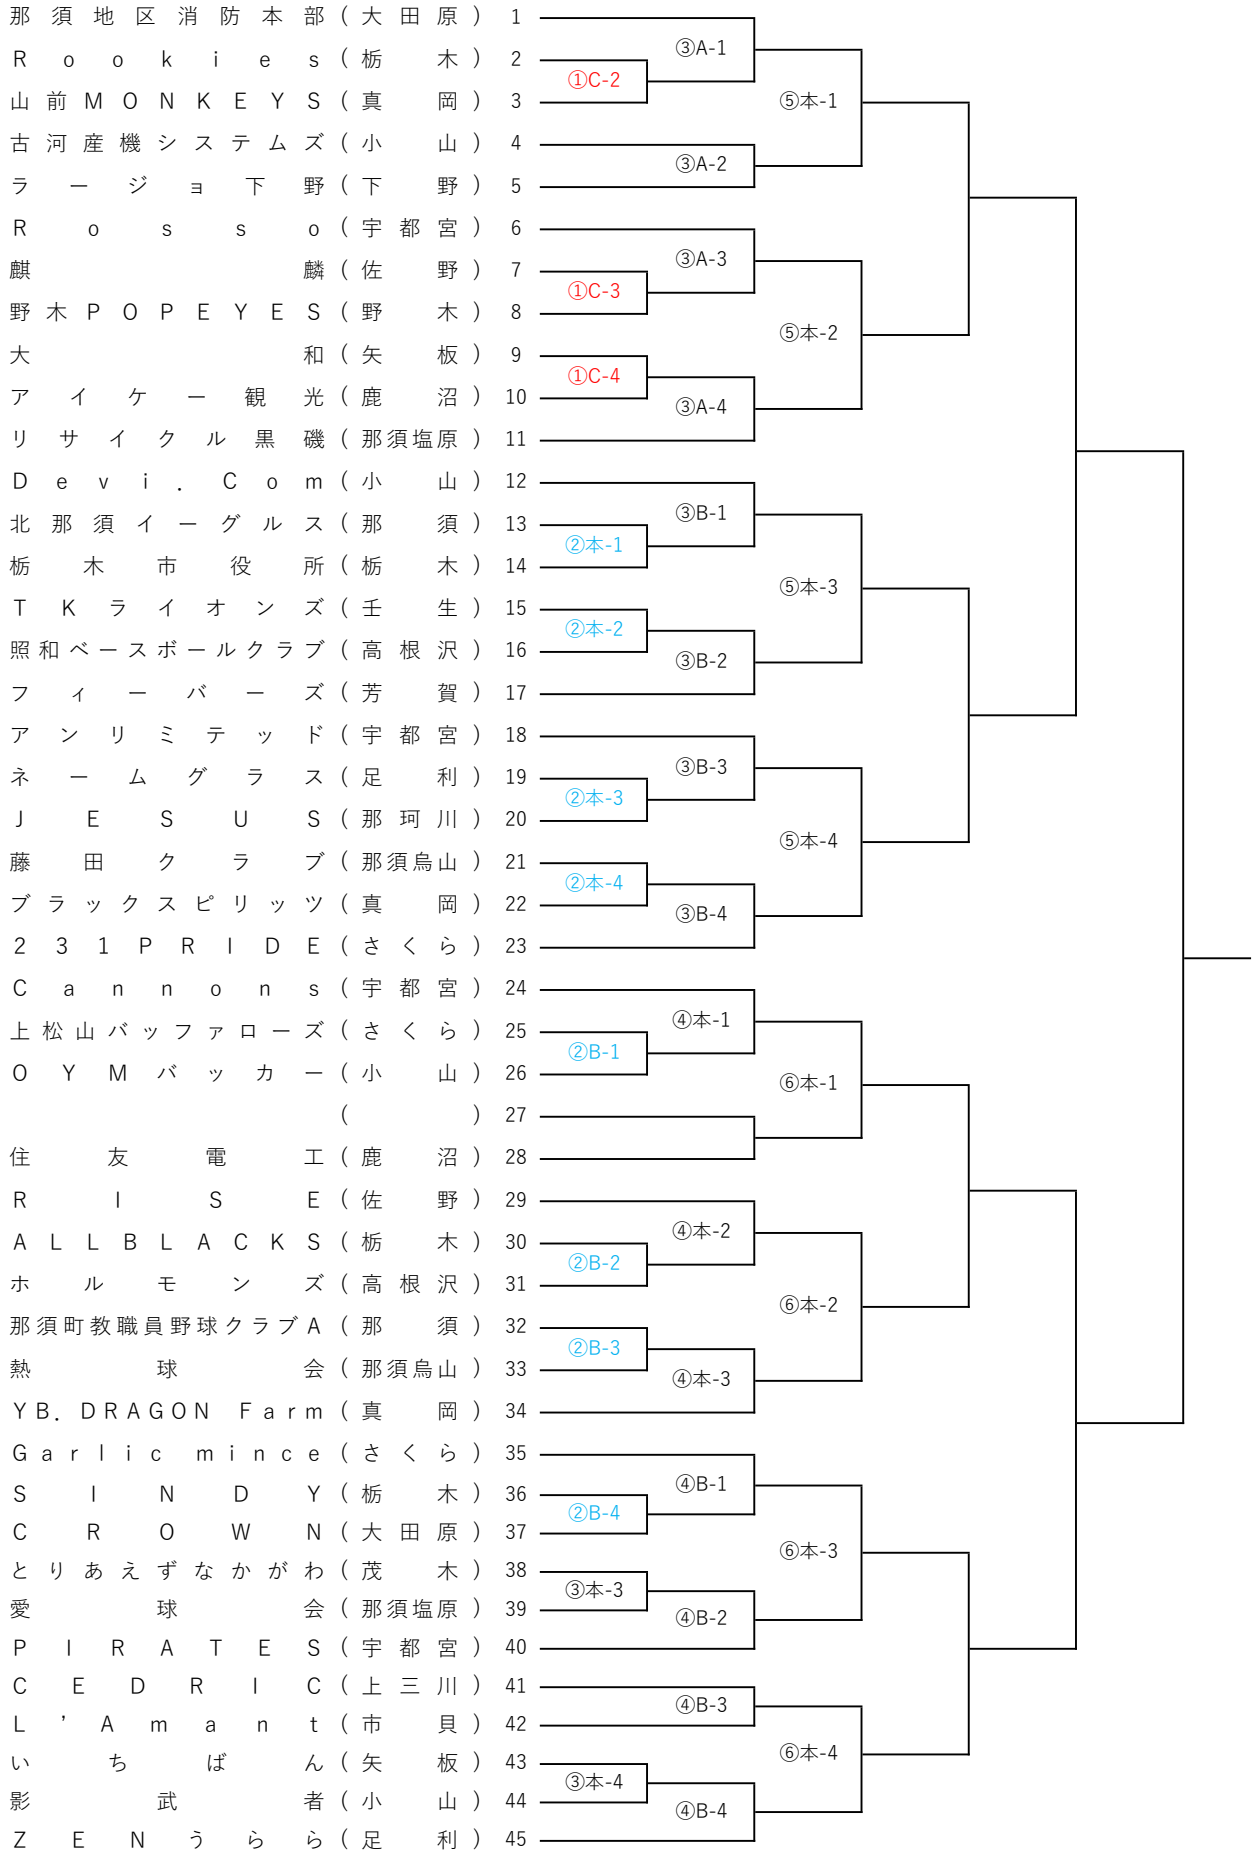 那須地区消防本部(大田原) 1
Rookies(栃木) 2
山前MONKEYS(真岡) 3
古河産機システムズ(小山) 4
ラージョ下野(下野) 5
Rosso(宇都宮) 6
麒麟(佐野) 7
野木POPEYES(野木) 8
大和(矢板) 9
アイケー観光(鹿沼) 10
リサイクル黒磯(那須塩原) 11
Devi.Com(小山) 12
北那須イーグルス(那須) 13
栃木市役所(栃木) 14
TKライオンズ(壬生) 15
照和ベースボールクラブ(高根沢) 16
フィーバーズ(芳賀) 17
アンリミテッド(宇都宮) 18
ネームグラス(足利) 19
JESUS(那珂川) 20
藤田クラブ(那須烏山) 21
ブラックスピリッツ(真岡) 22
231PRIDE(さくら) 23
Cannons(宇都宮) 24
上松山バッファローズ(さくら) 25
OYMバッカー(小山) 26
( ) 27
住友電工(鹿沼) 28
RISE(佐野) 29
ALLBLACKS(栃木) 30
ホルモンズ(高根沢) 31
那須町教職員野球クラブA(那須) 32
熱球会(那須烏山) 33
YB.DRAGON Farm(真岡) 34
Garlic mince(さくら) 35
SINDY(栃木) 36
CROWN(大田原) 37
とりあえずなかがわ(茂木) 38
愛球会(那須塩原) 39
PIRATES(宇都宮) 40
CEDRIC(上三川) 41
L’Amant(市貝) 42
いちばん(矢板) 43
影武者(小山) 44
ZENうらら(足利) 45
①C-2
①C-3
①C-4
②本-1
②本-2
②本-3
②本-4
②B-1
②B-2
②B-3
②B-4
③本-3
③本-4
③A-1
③A-2
③A-3
③A-4
③B-1
③B-2
③B-3
③B-4
④本-1
④本-2
④本-3
④B-1
④B-2
④B-3
④B-4
⑤本-1
⑤本-2
⑤本-3
⑤本-4
⑥本-1
⑥本-2
⑥本-3
⑥本-4